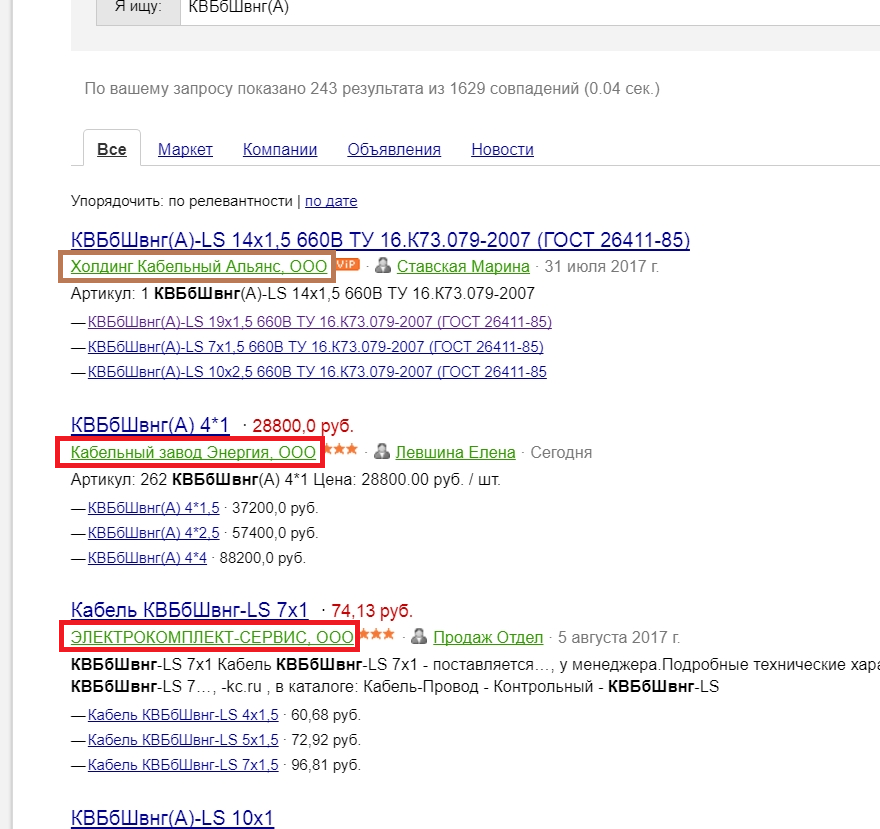 Я ищу: КВБбШвнг(А)
По вашему запросу показано 243 результата из 1629 совпадений (0.04 сек.)
Все Маркет Компании Объявления Новости
Упорядочить: по релевантности | по дате
КВБбШвнг(А)-LS 14х1,5 660В ТУ 16.К73.079-2007 (ГОСТ 26411-85)
Холдинг Кабельный Альянс, ООО ViP · Ставская Марина · 31 июля 2017 г.
Артикул: 1 КВБбШвнг(А)-LS 14х1,5 660В ТУ 16.К73.079-2007
—КВБбШвнг(А)-LS 19х1,5 660В ТУ 16.К73.079-2007 (ГОСТ 26411-85)
—КВБбШвнг(А)-LS 7х1,5 660В ТУ 16.К73.079-2007 (ГОСТ 26411-85)
—КВБбШвнг(А)-LS 10х2,5 660В ТУ 16.К73.079-2007 (ГОСТ 26411-85
КВБбШвнг(А) 4*1 · 28800,0 руб.
Кабельный завод Энергия, ООО · Левшина Елена · Сегодня
Артикул: 262 КВБбШвнг(А) 4*1 Цена: 28800.00 руб. / шт.
—КВБбШвнг(А) 4*1,5 · 37200,0 руб.
—КВБбШвнг(А) 4*2,5 · 57400,0 руб.
—КВБбШвнг(А) 4*4 · 88200,0 руб.
Кабель КВБбШвнг-LS 7х1 · 74,13 руб.
ЭЛЕКТРОКОМПЛЕКТ-СЕРВИС, ООО · Продаж Отдел · 5 августа 2017 г.
КВБбШвнг-LS 7х1 Кабель КВБбШвнг-LS 7х1 - поставляется…, у менеджера.Подробные технические хара
КВБбШвнг-LS 7…, -kc.ru , в каталоге: Кабель-Провод - Контрольный - КВБбШвнг-LS
—Кабель КВБбШвнг-LS 4х1,5 · 60,68 руб.
—Кабель КВБбШвнг-LS 5х1,5 · 72,92 руб.
—Кабель КВБбШвнг-LS 7х1,5 · 96,81 руб.
КВБбШвнг(А)-LS 10х1